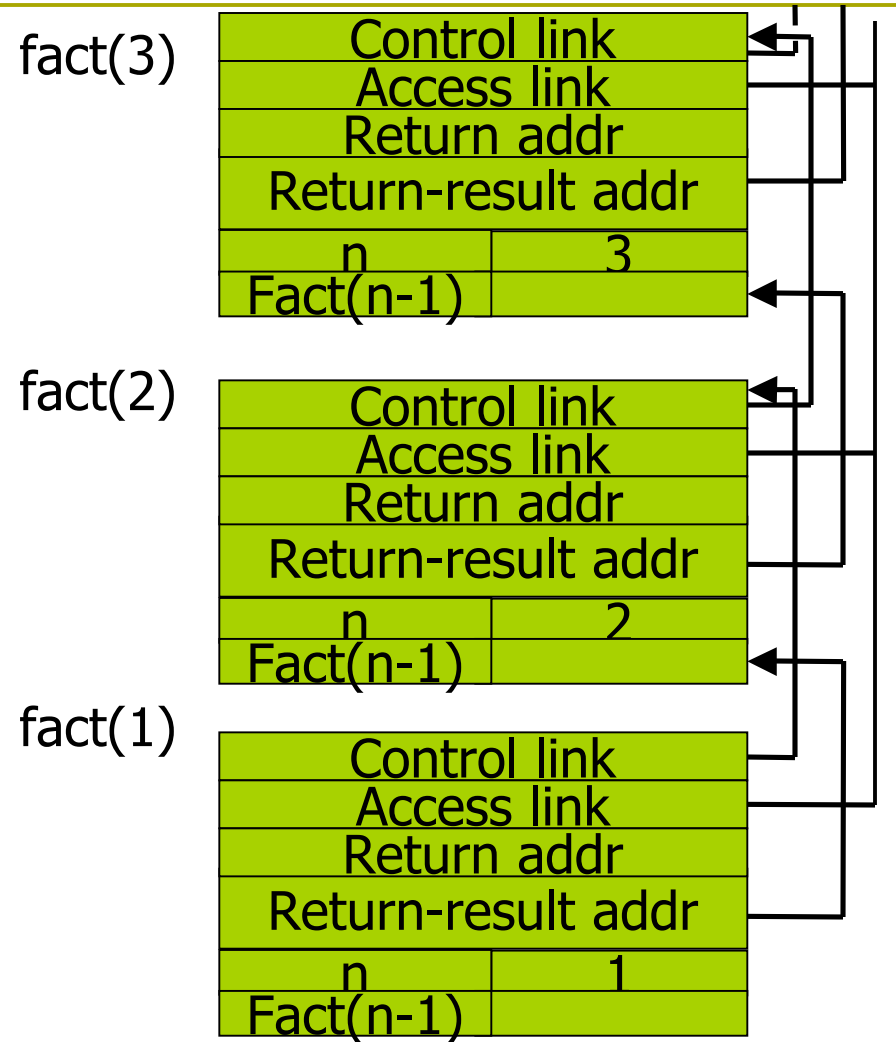 fact(3)
Control link
Access link
Return addr
Return-result addr
n 3
Fact(n-1)
fact(2)
Control link
Access link
Return addr
Return-result addr
n 2
Fact(n-1)
fact(1)
Control link
Access link
Return addr
Return-result addr
n 1
Fact(n-1)